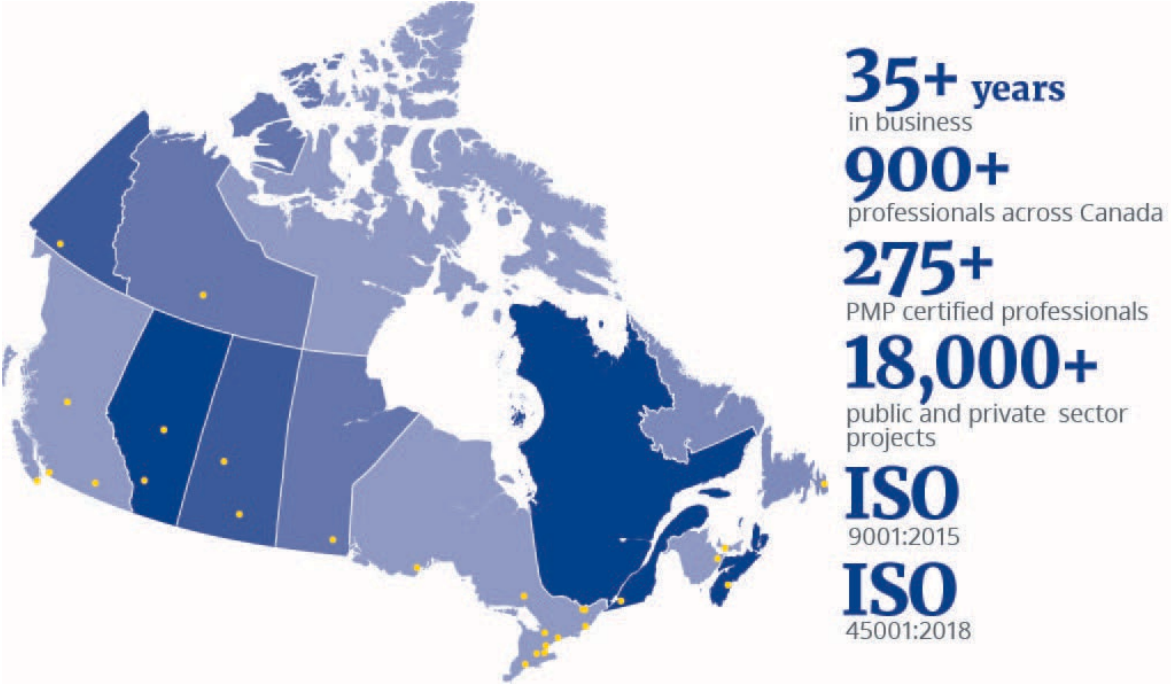 35+ years
in business
900+
professionals across Canada
275+
PMP certified professionals
18,000+
public and private sector
projects
ISO
9001:2015
ISO
45001:2018